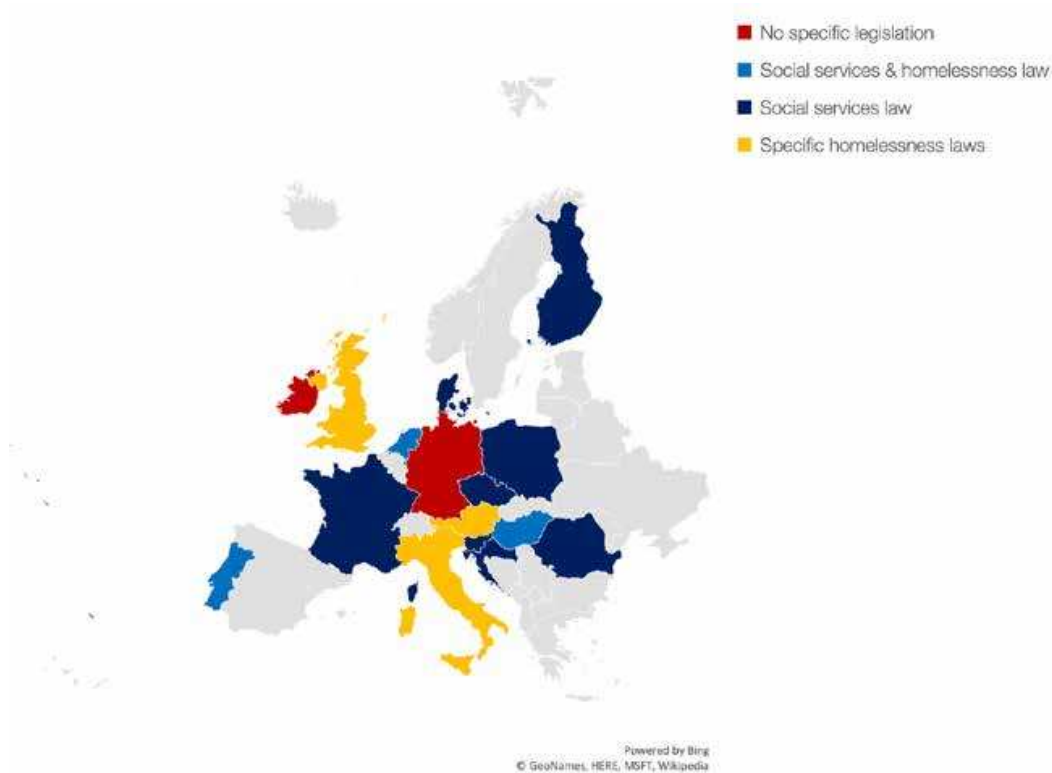 No specific legislation
Social services & homelessness law
Social services law
Specific homelessness laws
Powered by Bing
© GeoNames, HERE, MSFT, Wikipedia